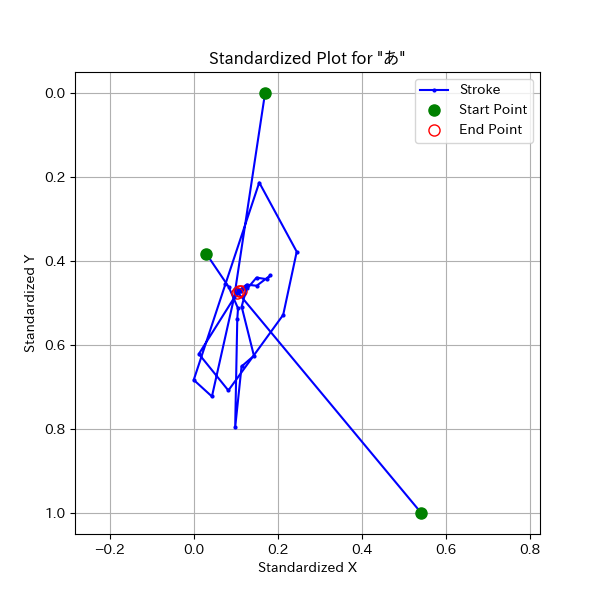 Standardized Plot for "あ"
Stroke
Start Point
End Point
0.0
0.2
0.4
0.6
0.8
1.0
Standardized Y
−0.2 0.0 0.2 0.4 0.6 0.8
Standardized X